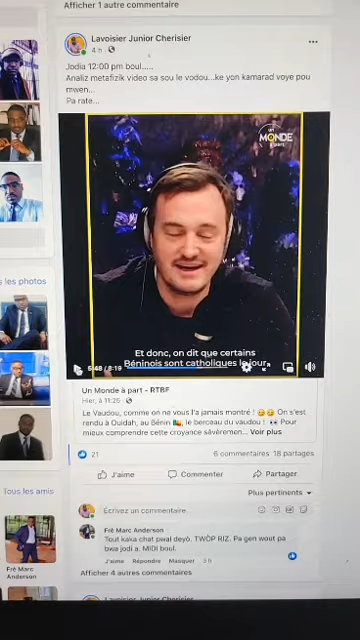 Afficher 1 autre commentaire
Lavoisier Junior Cherisier
4 h ·
Jodia 12:00 pm boul.....
Analiz metafizik video sa sou le vodou...ke yon kamarad voye pou
mwen...
Pa rate...
UN
MONDE
à part
Et donc, on dit que certains
Béninois sont catholiques le jour
5:48 / 8:19
Un Monde à part - RTBF
Hier, à 11:25 ·
Le Vaudou, comme on ne vous l'a jamais montré ! 😏😏 On s'est
rendu à Ouidah, au Bénin 🇧🇯, le berceau du vaudou ! 👀 Pour
mieux comprendre cette croyance sévèremen... Voir plus
21
6 commentaires 18 partages
J'aime Commenter Partager
Plus pertinents
Écrivez un commentaire
Frè Marc Anderson
Tout kaka chat pwal deyò. TWÒP RIZ. Pa gen wout pa
bwa jodi a. MIDI boul.
J'aime Répondre Masquer 3 h
Afficher 4 autres commentaires
Lavoisier Junior Cherisier
s les photos
Tous les amis
Frè Marc
Anderson